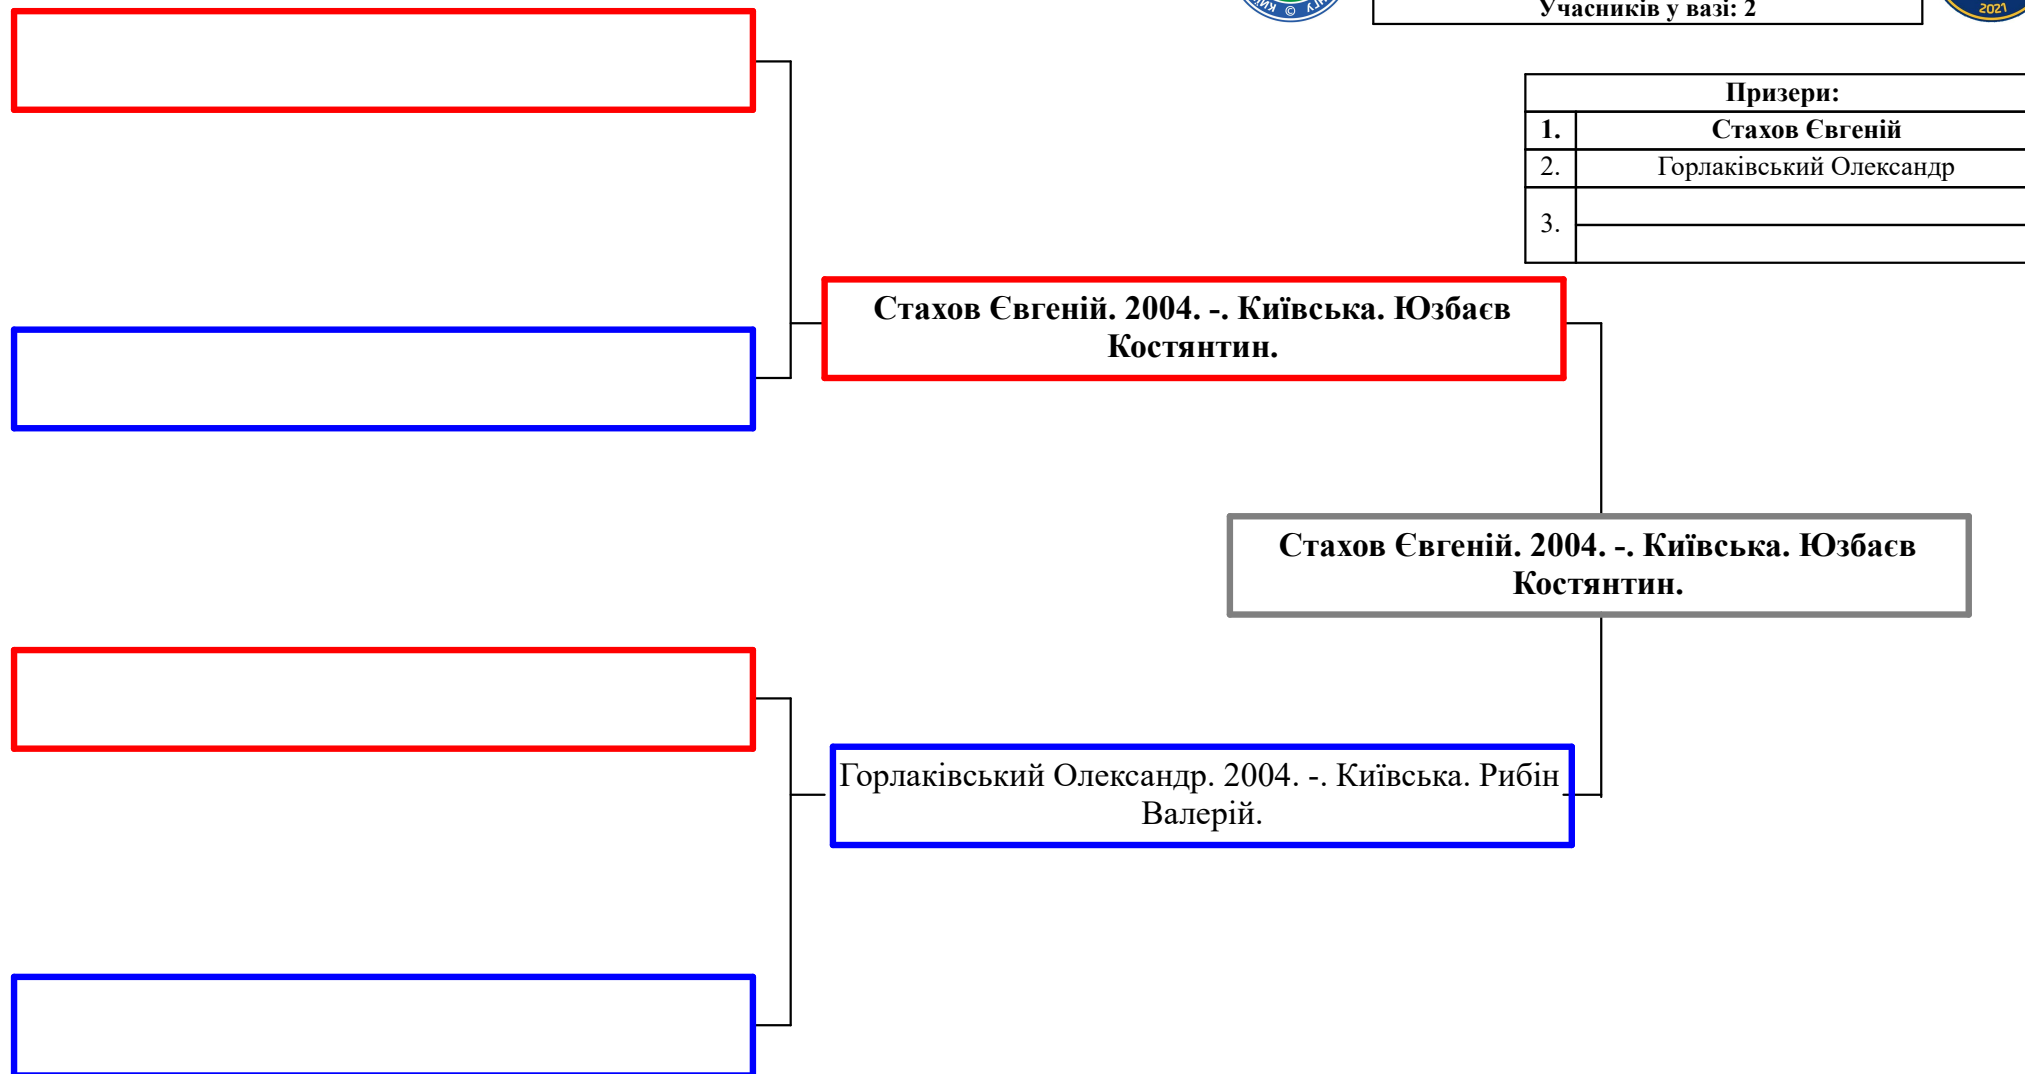 Учасників у вазі: 2
2021
Призери:
1. Стахов Євгеній
2. Горлаківський Олександр
3.
Стахов Євгеній. 2004. -. Київська. Юзбаєв
Костянтин.
Стахов Євгеній. 2004. -. Київська. Юзбаєв
Костянтин.
Горлаківський Олександр. 2004. -. Київська. Рибін
Валерій.